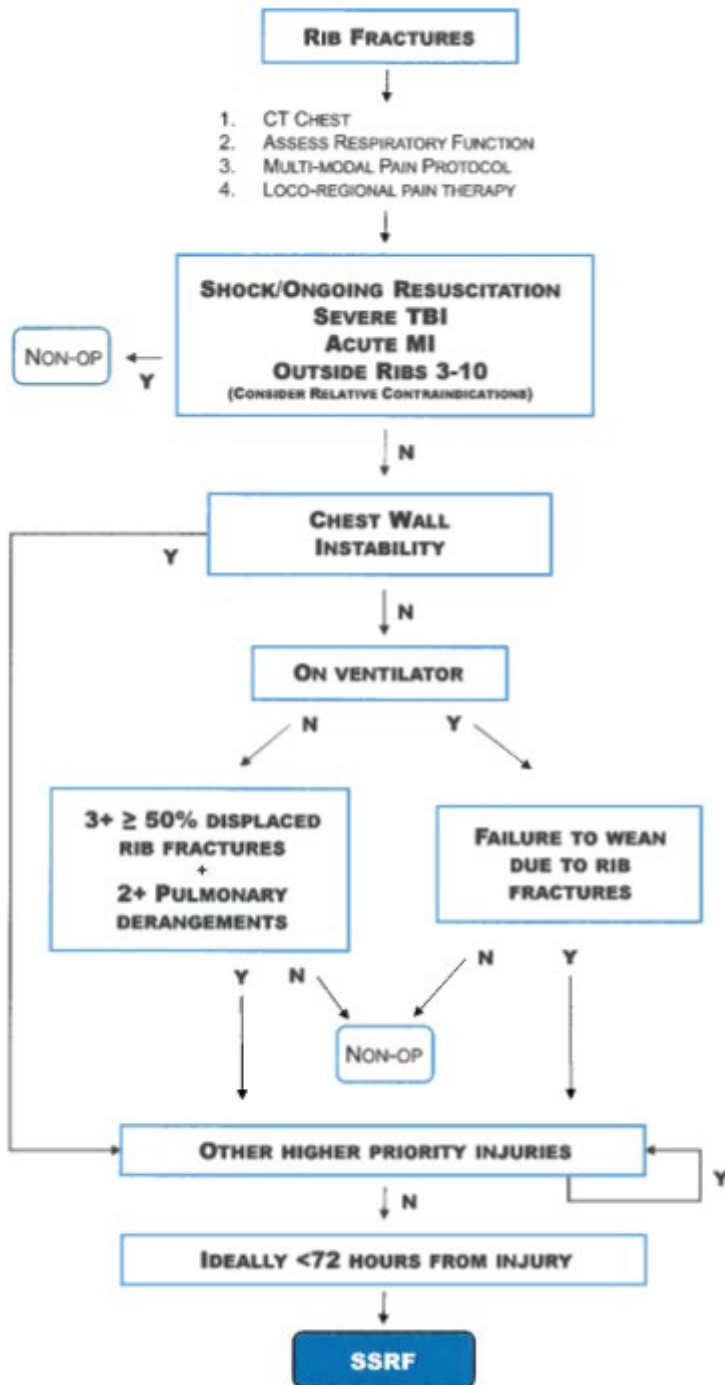 RIB FRACTURES
1. CT CHEST
2. ASSESS RESPIRATORY FUNCTION
3. MULTI-MODAL PAIN PROTOCOL
4. LOCO-REGIONAL PAIN THERAPY
SHOCK/ONGOING RESUSCITATION
SEVERE TBI
ACUTE MI
OUTSIDE RIBS 3-10
(CONSIDER RELATIVE CONTRAINDICATIONS)
NON-OP
Y
N
CHEST WALL
INSTABILITY
Y
N
ON VENTILATOR
N
Y
3+ ≥ 50% DISPLACED
RIB FRACTURES
+
2+ PULMONARY
DERANGEMENTS
FAILURE TO WEAN
DUE TO RIB
FRACTURES
Y
N
N
Y
NON-OP
OTHER HIGHER PRIORITY INJURIES
Y
N
IDEALLY <72 HOURS FROM INJURY
SSRF